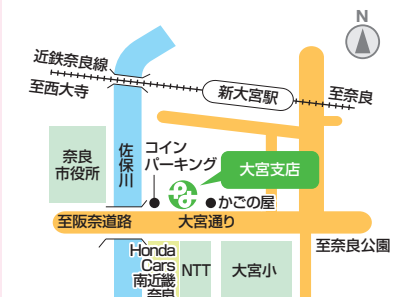 N
近鉄奈良線
至西大寺
新大宮駅
至奈良
奈良
市役所
佐保川
コイン
パーキング
大宮支店
かごの屋
至阪奈道路
大宮通り
至奈良公園
Honda
Cars
南近畿
奈良
NTT
大宮小